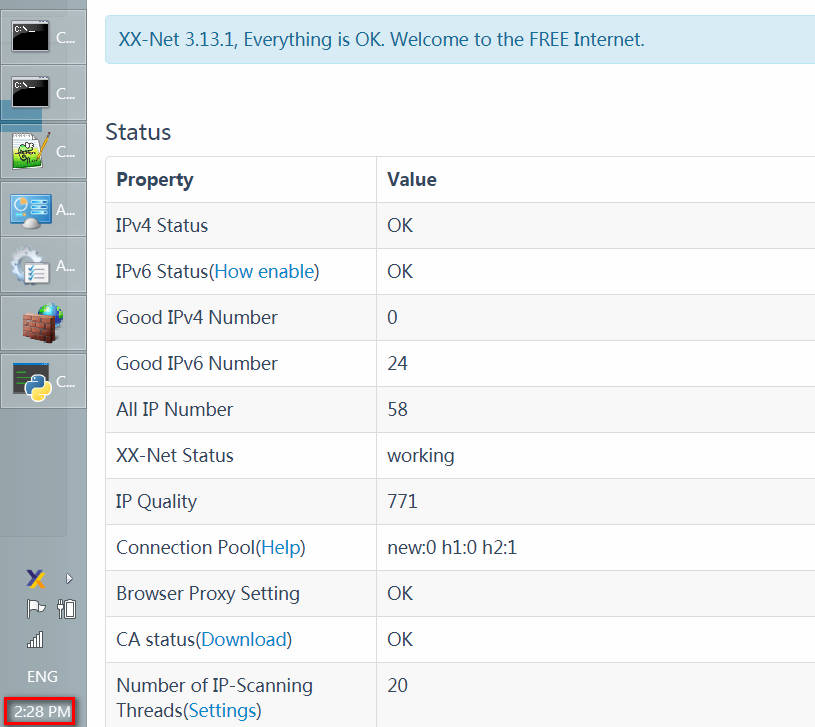 C...
C...
C...
A...
A...
C...
ENG
2:28 PM
XX-Net 3.13.1, Everything is OK. Welcome to the FREE Internet.
Status
Property Value
IPv4 Status OK
IPv6 Status(How enable) OK
Good IPv4 Number 0
Good IPv6 Number 24
All IP Number 58
XX-Net Status working
IP Quality 771
Connection Pool(Help) new:0 h1:0 h2:1
Browser Proxy Setting OK
CA status(Download) OK
Number of IP-Scanning 20
Threads(Settings)